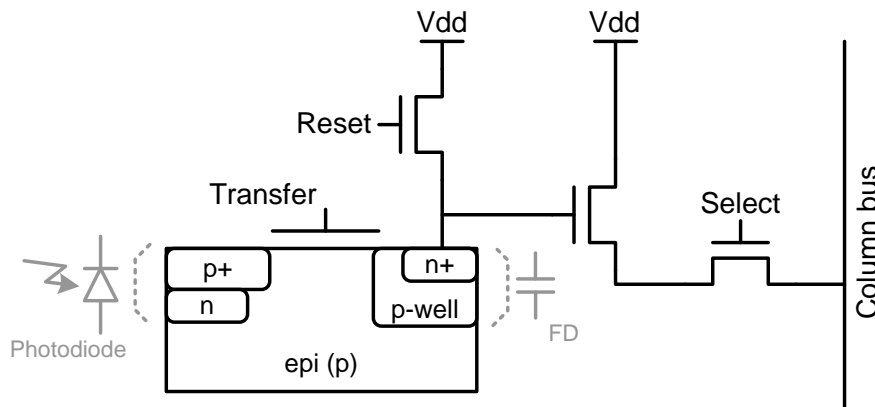 Vdd
Vdd
Reset
Transfer
Select
Column bus
p+
n+
n
p-well
Photodiode
FD
epi (p)